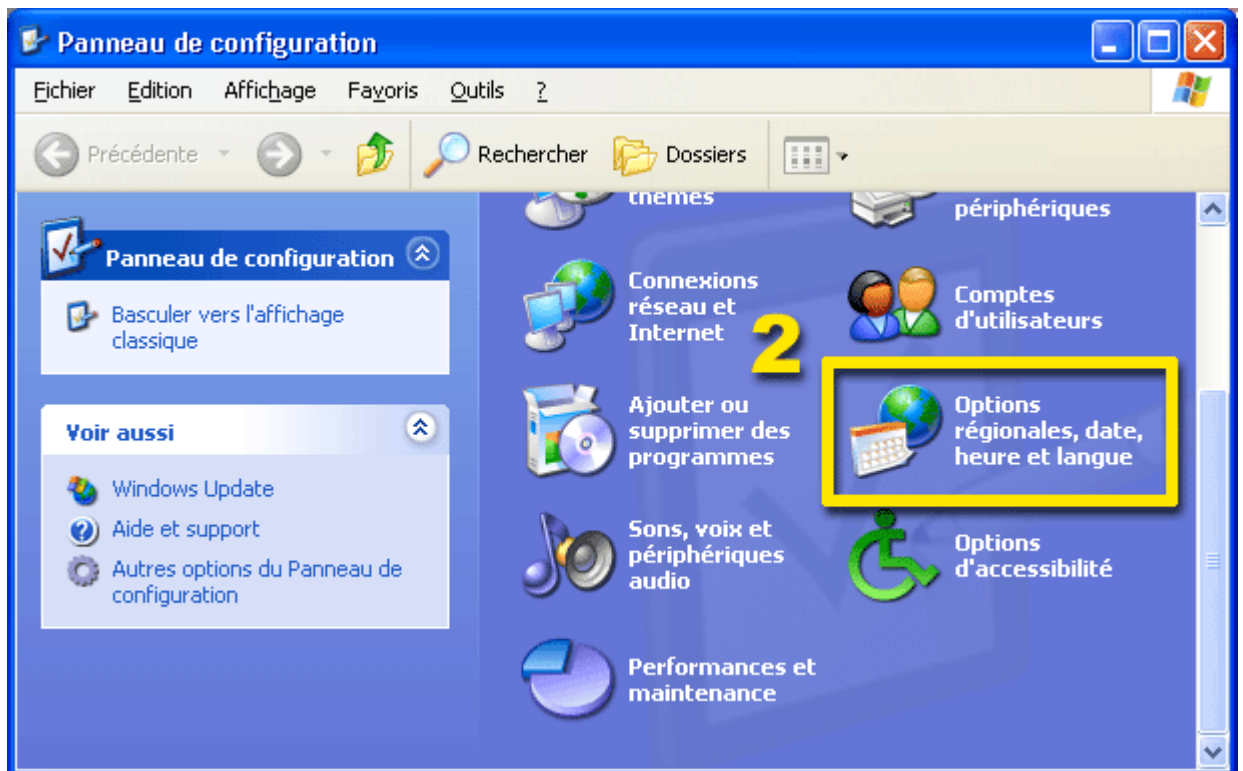 Panneau de configuration
Fichier Edition Affichage Favoris Outils ?
Précédente Rechercher Dossiers
Panneau de configuration
Basculer vers l'affichage
classique
Voir aussi
Windows Update
Aide et support
Autres options du Panneau de
configuration
thèmes
périphériques
Connexions
réseau et
Internet
Comptes
d'utilisateurs
2
Ajouter ou
supprimer des
programmes
Options
régionales, date,
heure et langue
Sons, voix et
périphériques
audio
Options
d'accessibilité
Performances et
maintenance